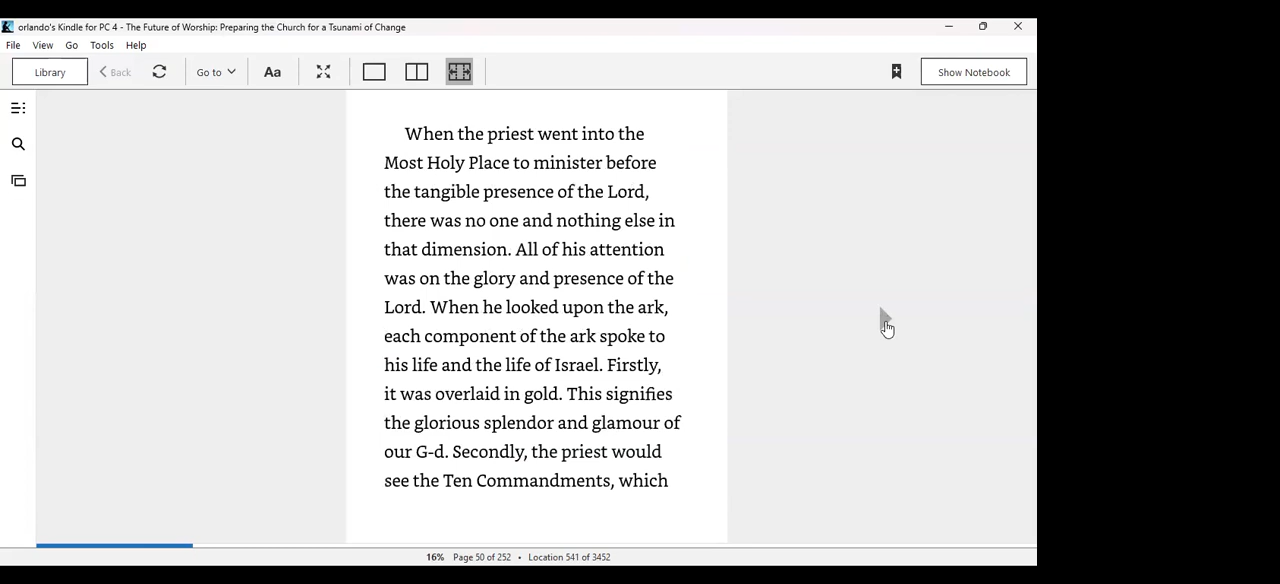 orlando's Kindle for PC 4 - The Future of Worship: Preparing the Church for a Tsunami of Change
File View Go Tools Help
Library Back Go to Aa Show Notebook
When the priest went into the
Most Holy Place to minister before
the tangible presence of the Lord,
there was no one and nothing else in
that dimension. All of his attention
was on the glory and presence of the
Lord. When he looked upon the ark,
each component of the ark spoke to
his life and the life of Israel. Firstly,
it was overlaid in gold. This signifies
the glorious splendor and glamour of
our G-d. Secondly, the priest would
see the Ten Commandments, which
16% Page 50 of 252 • Location 541 of 3452